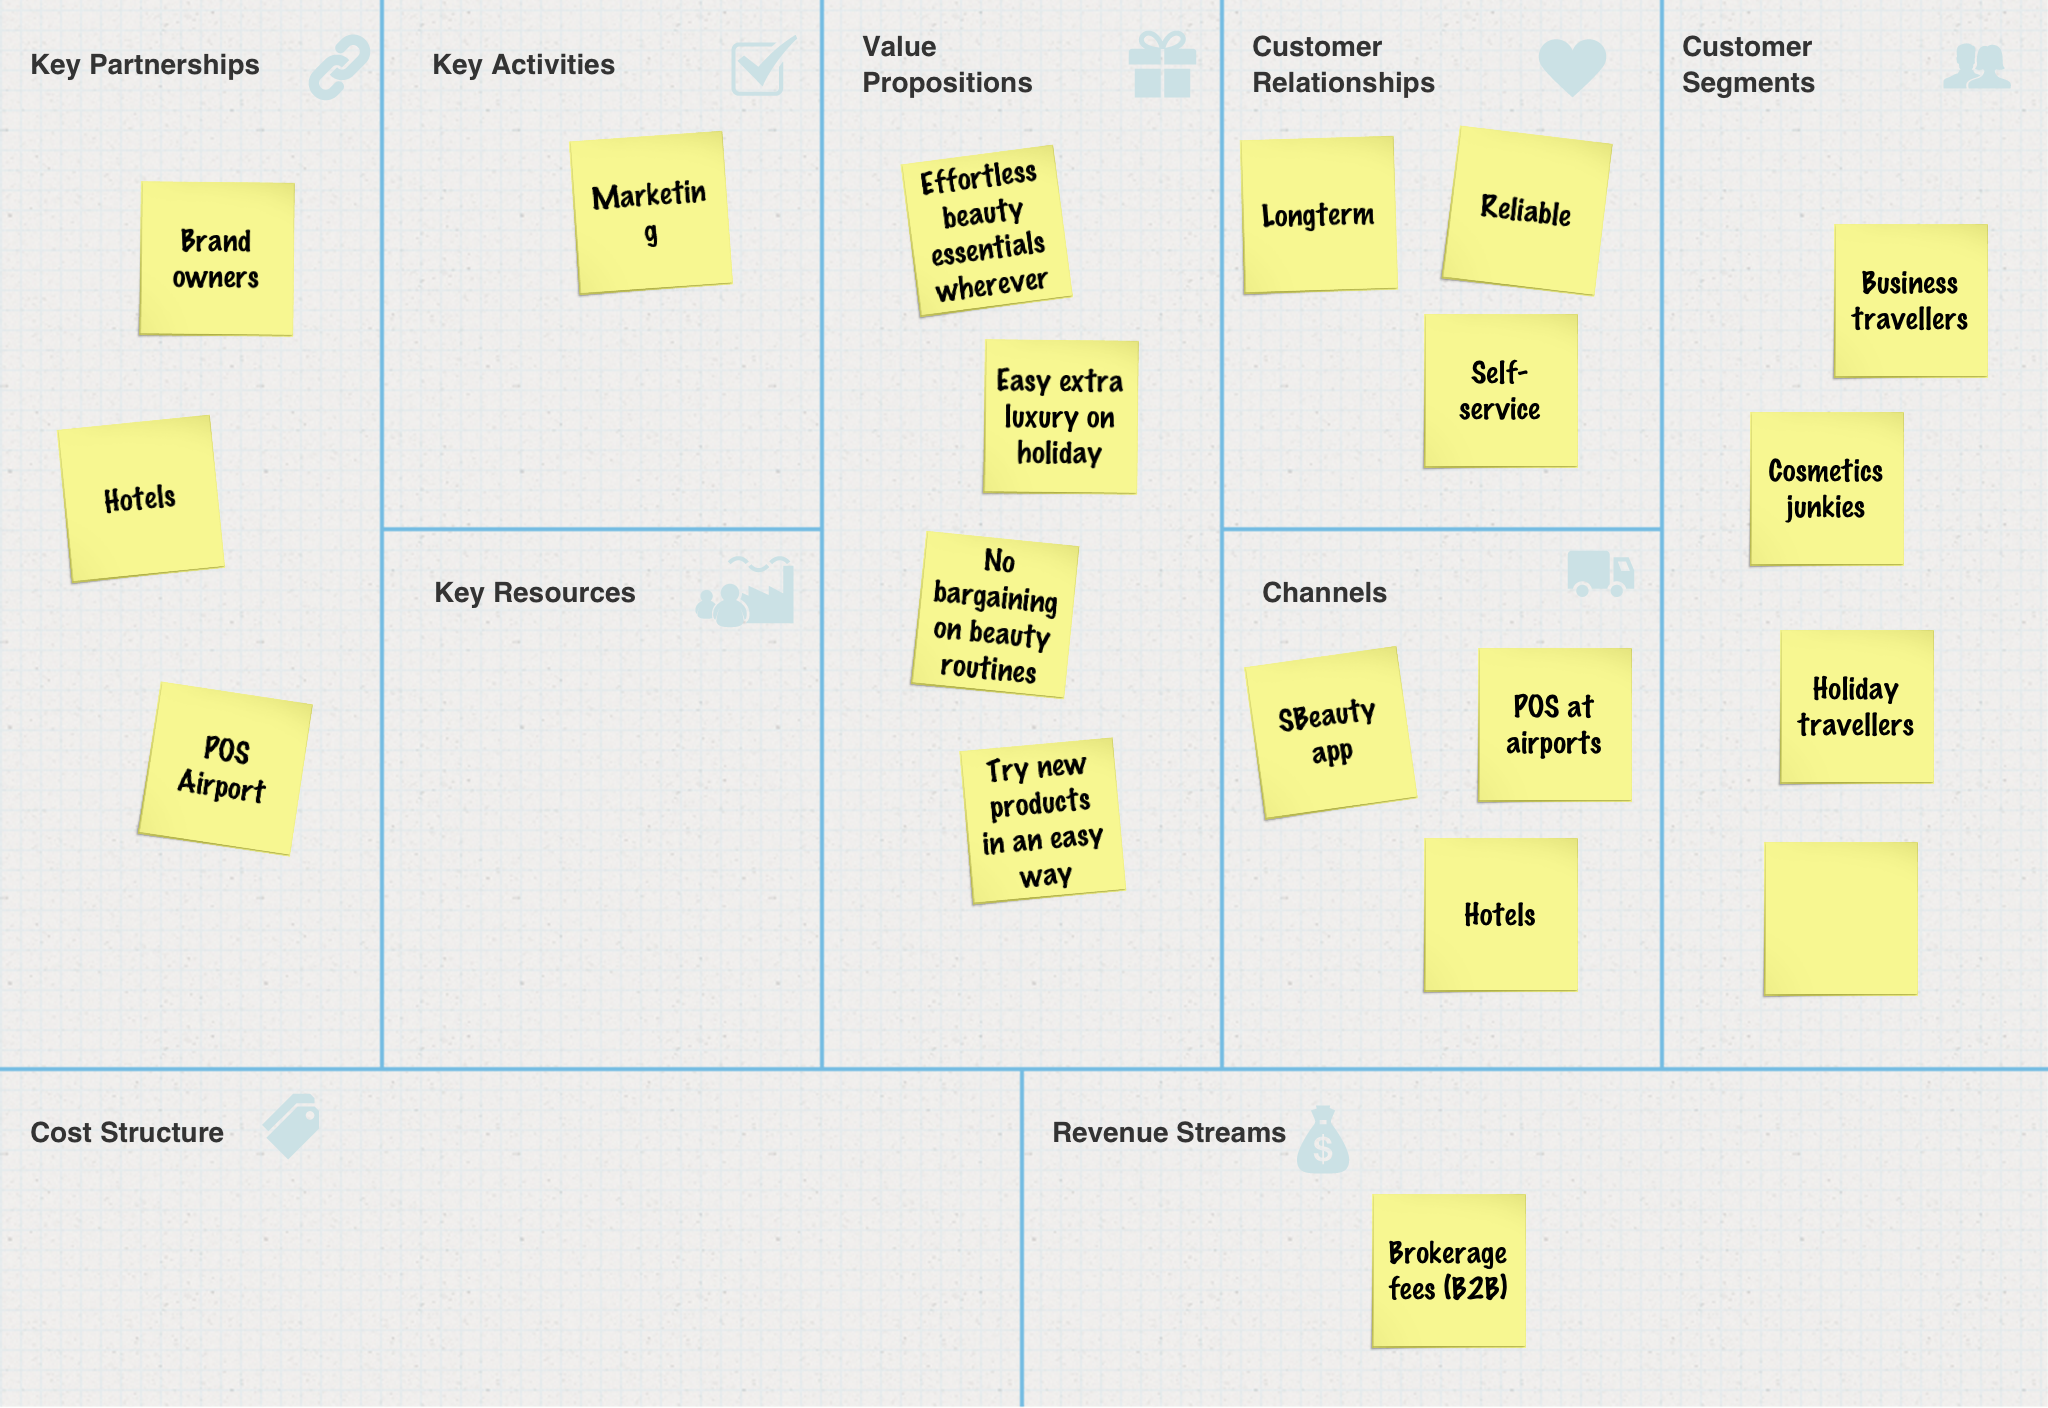 Key Partnerships
Brand
owners
Hotels
POS
Airport
Key Activities
Marketin
g
Key Resources
Value
Propositions
Effortless
beauty
essentials
wherever
Easy extra
luxury on
holiday
No
bargaining
on beauty
routines
Try new
products
in an easy
way
Customer
Relationships
Longterm
Reliable
Self-
service
Channels
SBeauty
app
POS at
airports
Hotels
Customer
Segments
Business
travellers
Cosmetics
junkies
Holiday
travellers
Cost Structure
Revenue Streams
$
Brokerage
fees (B2B)